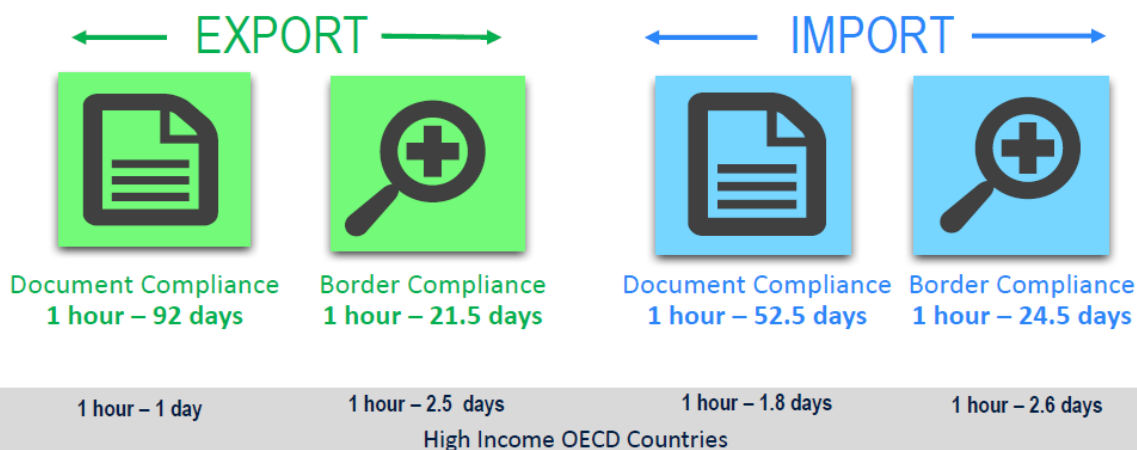 EXPORT
IMPORT
Document Compliance
1 hour – 92 days
Border Compliance
1 hour – 21.5 days
Document Compliance
1 hour – 52.5 days
Border Compliance
1 hour – 24.5 days
1 hour – 1 day
1 hour – 2.5 days
1 hour – 1.8 days
1 hour – 2.6 days
High Income OECD Countries